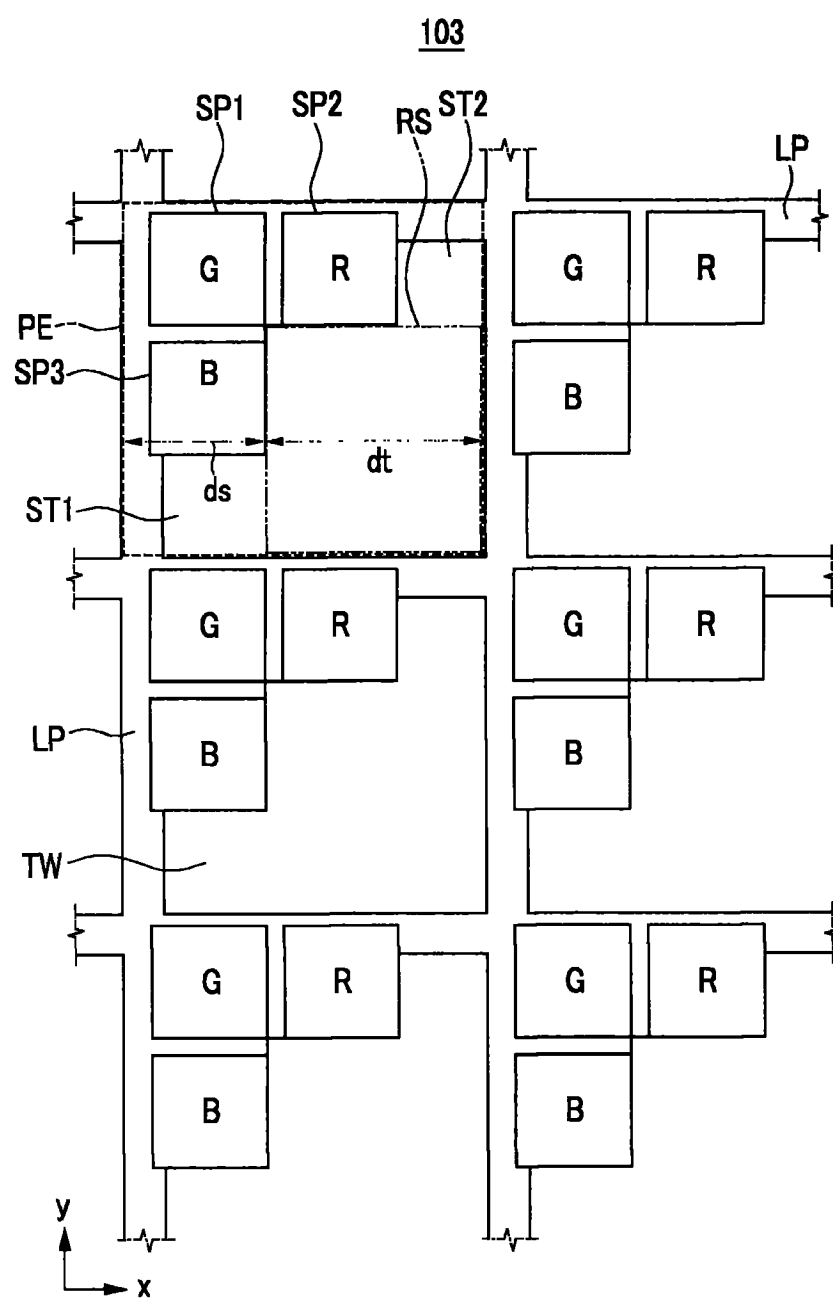 103
SP1 SP2 RS ST2
LP
G R G R
PE
SP3 B B
ds dt
ST1
G R G R
LP B B
TW
G R G R
B B
y
x